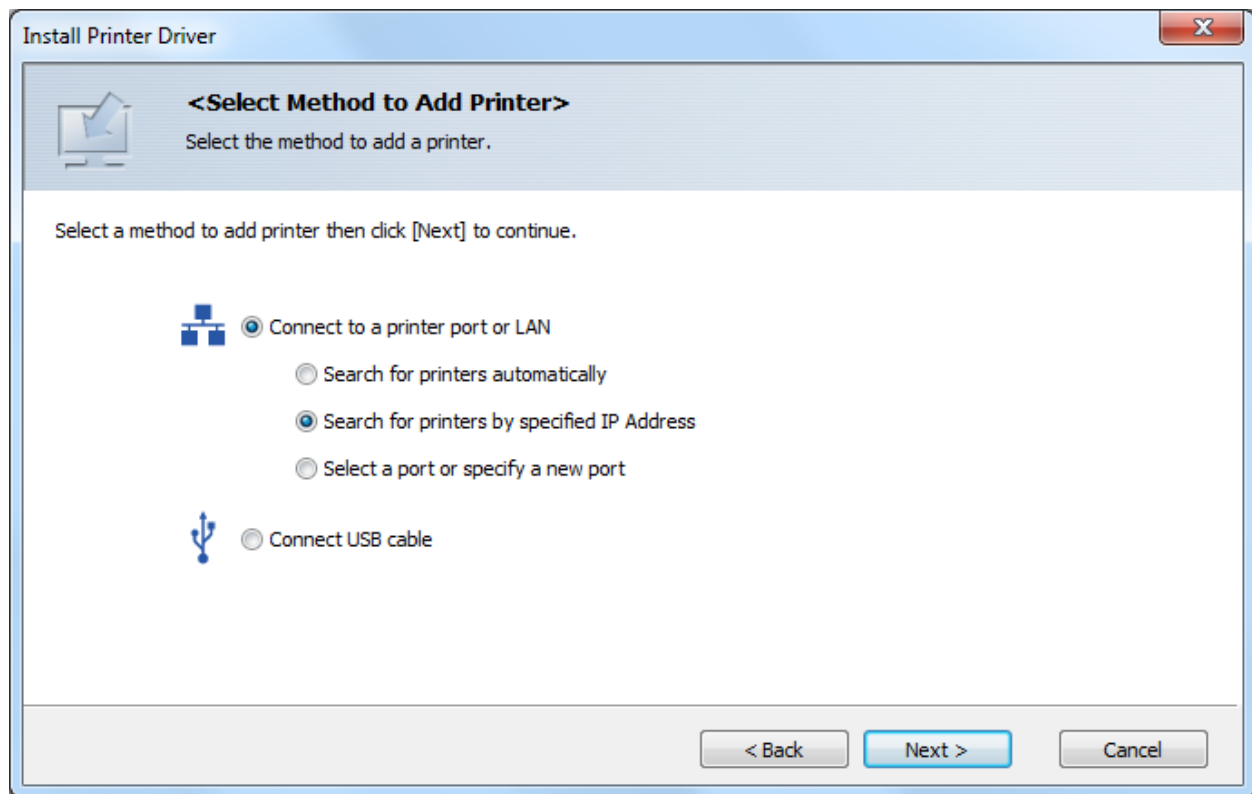 Install Printer Driver
<Select Method to Add Printer>
Select the method to add a printer.
Select a method to add printer then click [Next] to continue.
Connect to a printer port or LAN
Search for printers automatically
Search for printers by specified IP Address
Select a port or specify a new port
Connect USB cable
< Back Next > Cancel